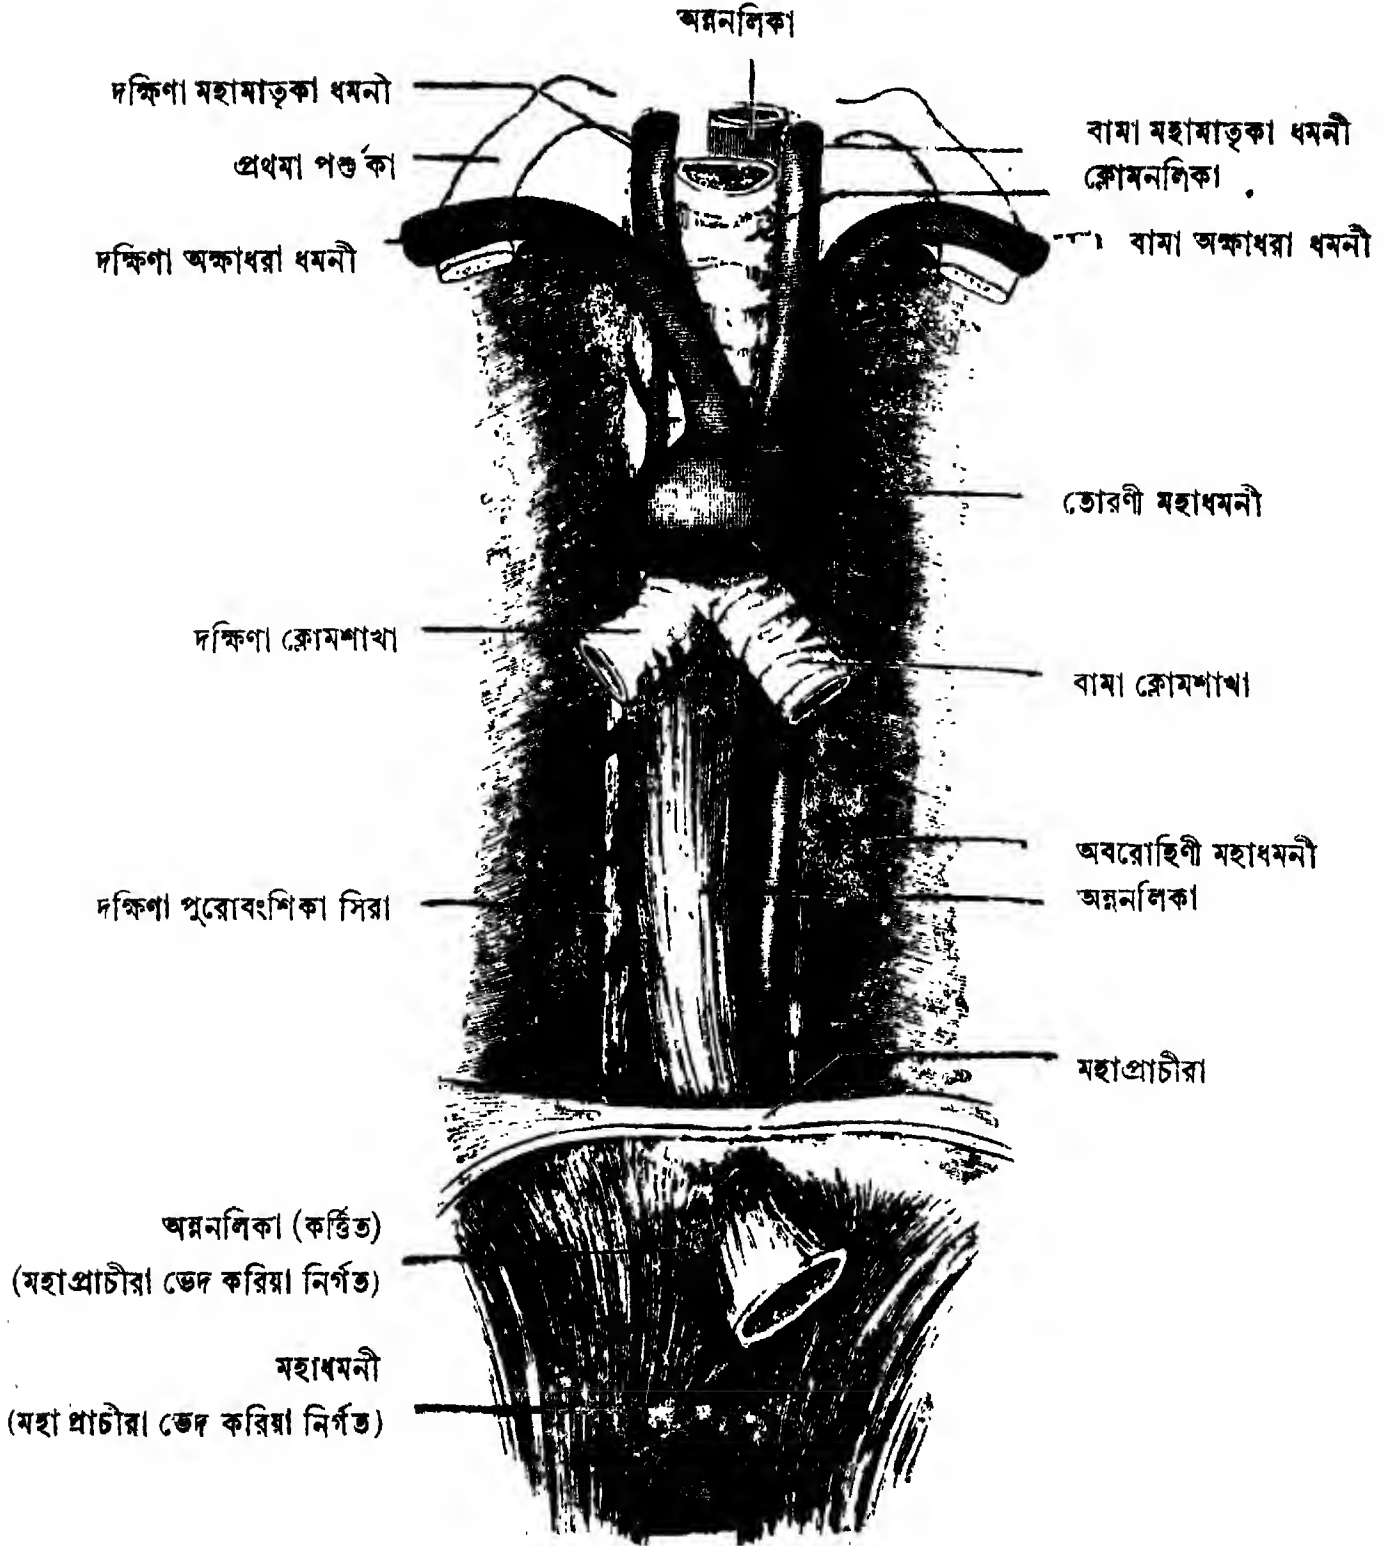 অন্ননলিকা
দক্ষিণা মহামাতৃকা ধমনী
প্রথমা পর্শুকা
দক্ষিণা অক্ষাধরা ধমনী
বামা মহামাতৃকা ধমনী
ক্লোমনলিকা
বামা অক্ষাধরা ধমনী
তোরণী মহাধমনী
দক্ষিণা ক্লোমশাখা
বামা ক্লোমশাখা
অবরোহিণী মহাধমনী
অন্ননলিকা
দক্ষিণা পুরোবংশিকা সিরা
মহাপ্রাচীরা
অন্ননলিকা (কর্ত্তিত)
(মহাপ্রাচীরা ভেদ করিয়া নির্গত)
মহাধমনী
(মহা প্রাচীরা ভেদ করিয়া নির্গত)